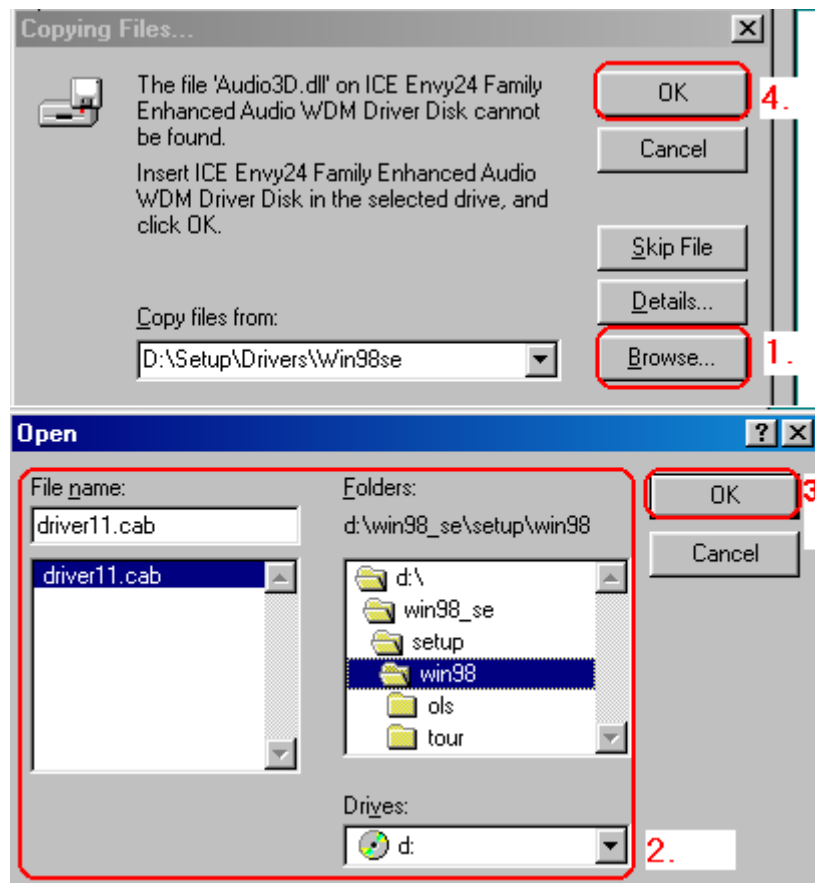 Copying Files...
The file 'Audio3D.dll' on ICE Envy24 Family
Enhanced Audio WDM Driver Disk cannot
be found.
Insert ICE Envy24 Family Enhanced Audio
WDM Driver Disk in the selected drive, and
click OK.
OK
4.
Cancel
Skip File
Details...
Copy files from:
D:\Setup\Drivers\Win98se
Browse...
1.
Open
File name:
driver11.cab
driver11.cab
Folders:
d:\win98_se\setup\win98
d:\
win98_se
setup
win98
ols
tour
Drives:
d:
2.
OK
3
Cancel